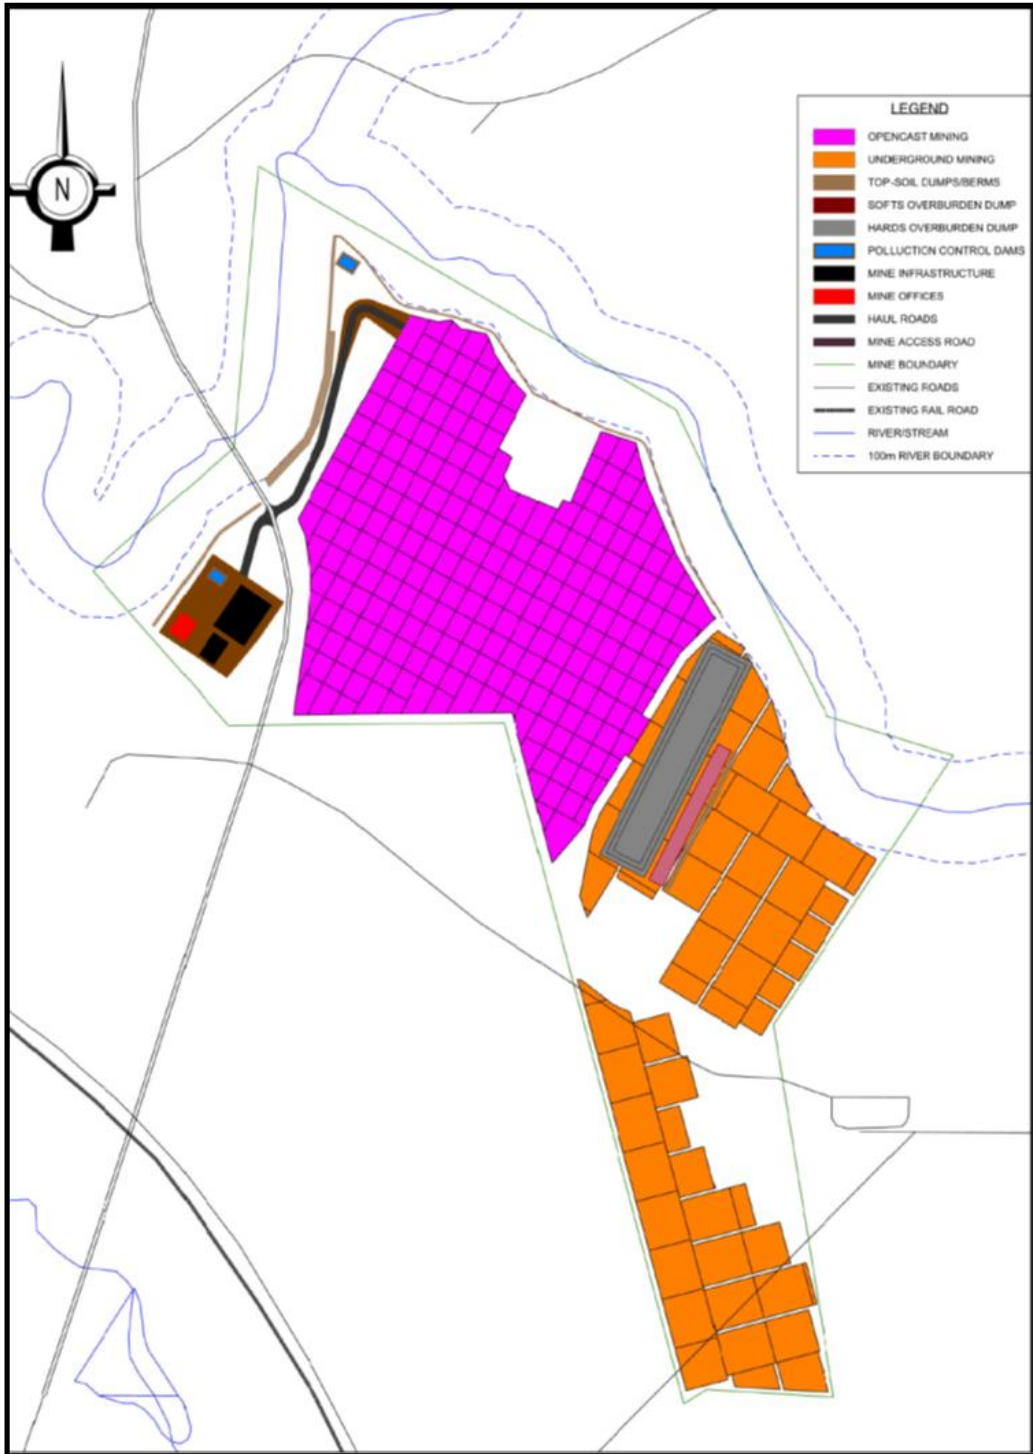 N
LEGEND
OPENCAST MINING
UNDERGROUND MINING
TOP-SOIL DUMPS/BERMS
SOFTS OVERBURDEN DUMP
HARDS OVERBURDEN DUMP
POLLUCTION CONTROL DAMS
MINE INFRASTRUCTURE
MINE OFFICES
HAUL ROADS
MINE ACCESS ROAD
MINE BOUNDARY
EXISTING ROADS
EXISTING RAIL ROAD
RIVER/STREAM
100m RIVER BOUNDARY